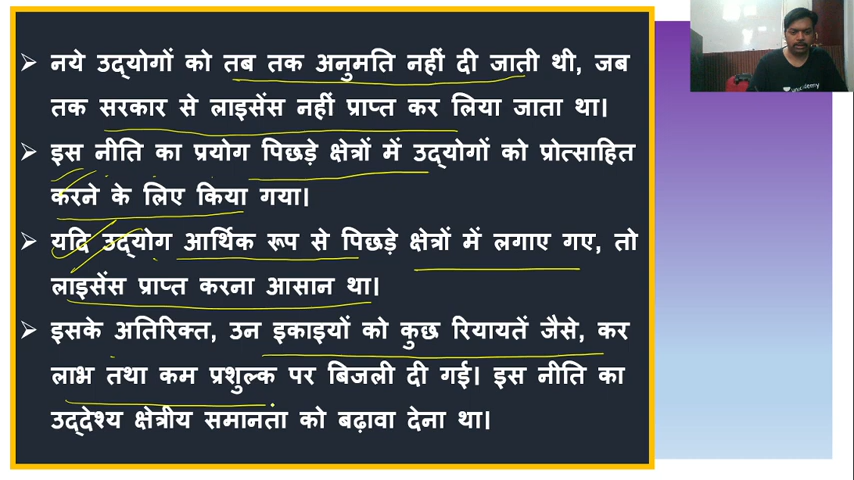 नये उद्योगों को तब तक अनुमति नहीं दी जाती थी, जब
तक सरकार से लाइसेंस नहीं प्राप्त कर लिया जाता था।
इस नीति का प्रयोग पिछड़े क्षेत्रों में उद्योगों को प्रोत्साहित
करने के लिए किया गया।
यदि उद्योग आर्थिक रूप से पिछड़े क्षेत्रों में लगाए गए, तो
लाइसेंस प्राप्त करना आसान था।
इसके अतिरिक्त, उन इकाइयों को कुछ रियायतें जैसे, कर
लाभ तथा कम प्रशुल्क पर बिजली दी गई। इस नीति का
उद्देश्य क्षेत्रीय समानता को बढ़ावा देना था।